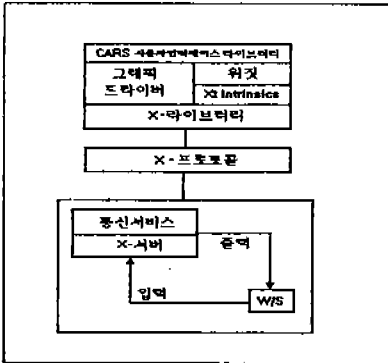 CARS 사용자인터페이스 라이브러리
그래픽
드라이버
위짓
Xt Intrinsics
X-라이브러리
X-프로토콜
통신서비스
X-서버
출력
입력
W/S